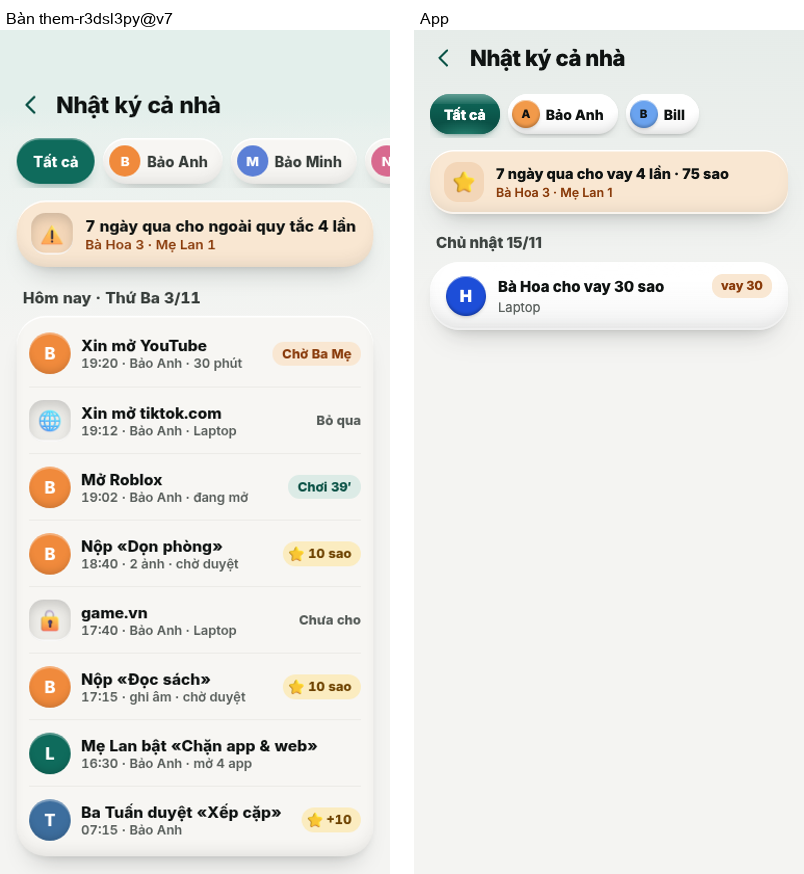 Bản them-r3dsl3py@v7
Nhật ký cả nhà
Tất cả
B Bảo Anh
M Bảo Minh
N
7 ngày qua cho ngoài quy tắc 4 lần
Bà Hoa 3 · Mẹ Lan 1
Hôm nay · Thứ Ba 3/11
B
Xin mở YouTube
19:20 · Bảo Anh · 30 phút
Chờ Ba Mẹ
Xin mở tiktok.com
19:12 · Bảo Anh · Laptop
Bỏ qua
B
Mở Roblox
19:02 · Bảo Anh · đang mở
Chơi 39′
B
Nộp «Dọn phòng»
18:40 · 2 ảnh · chờ duyệt
10 sao
game.vn
17:40 · Bảo Anh · Laptop
Chưa cho
B
Nộp «Đọc sách»
17:15 · ghi âm · chờ duyệt
10 sao
L
Mẹ Lan bật «Chặn app & web»
16:30 · Bảo Anh · mở 4 app
T
Ba Tuấn duyệt «Xếp cặp»
07:15 · Bảo Anh
+10
App
Nhật ký cả nhà
Tất cả
A Bảo Anh
B Bill
7 ngày qua cho vay 4 lần · 75 sao
Bà Hoa 3 · Mẹ Lan 1
Chủ nhật 15/11
H
Bà Hoa cho vay 30 sao
Laptop
vay 30